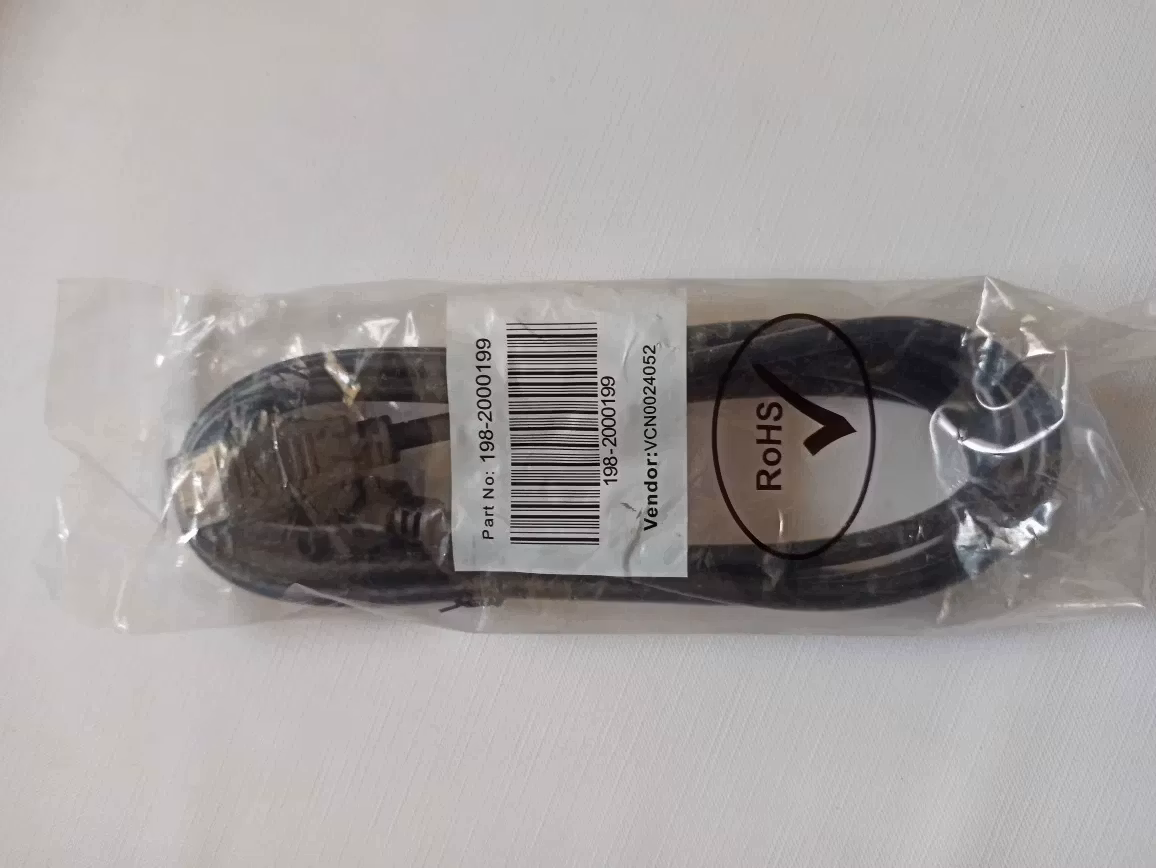 Part No: 198-2000199
198-2000199
Vendor:VCN0024052
RoHS